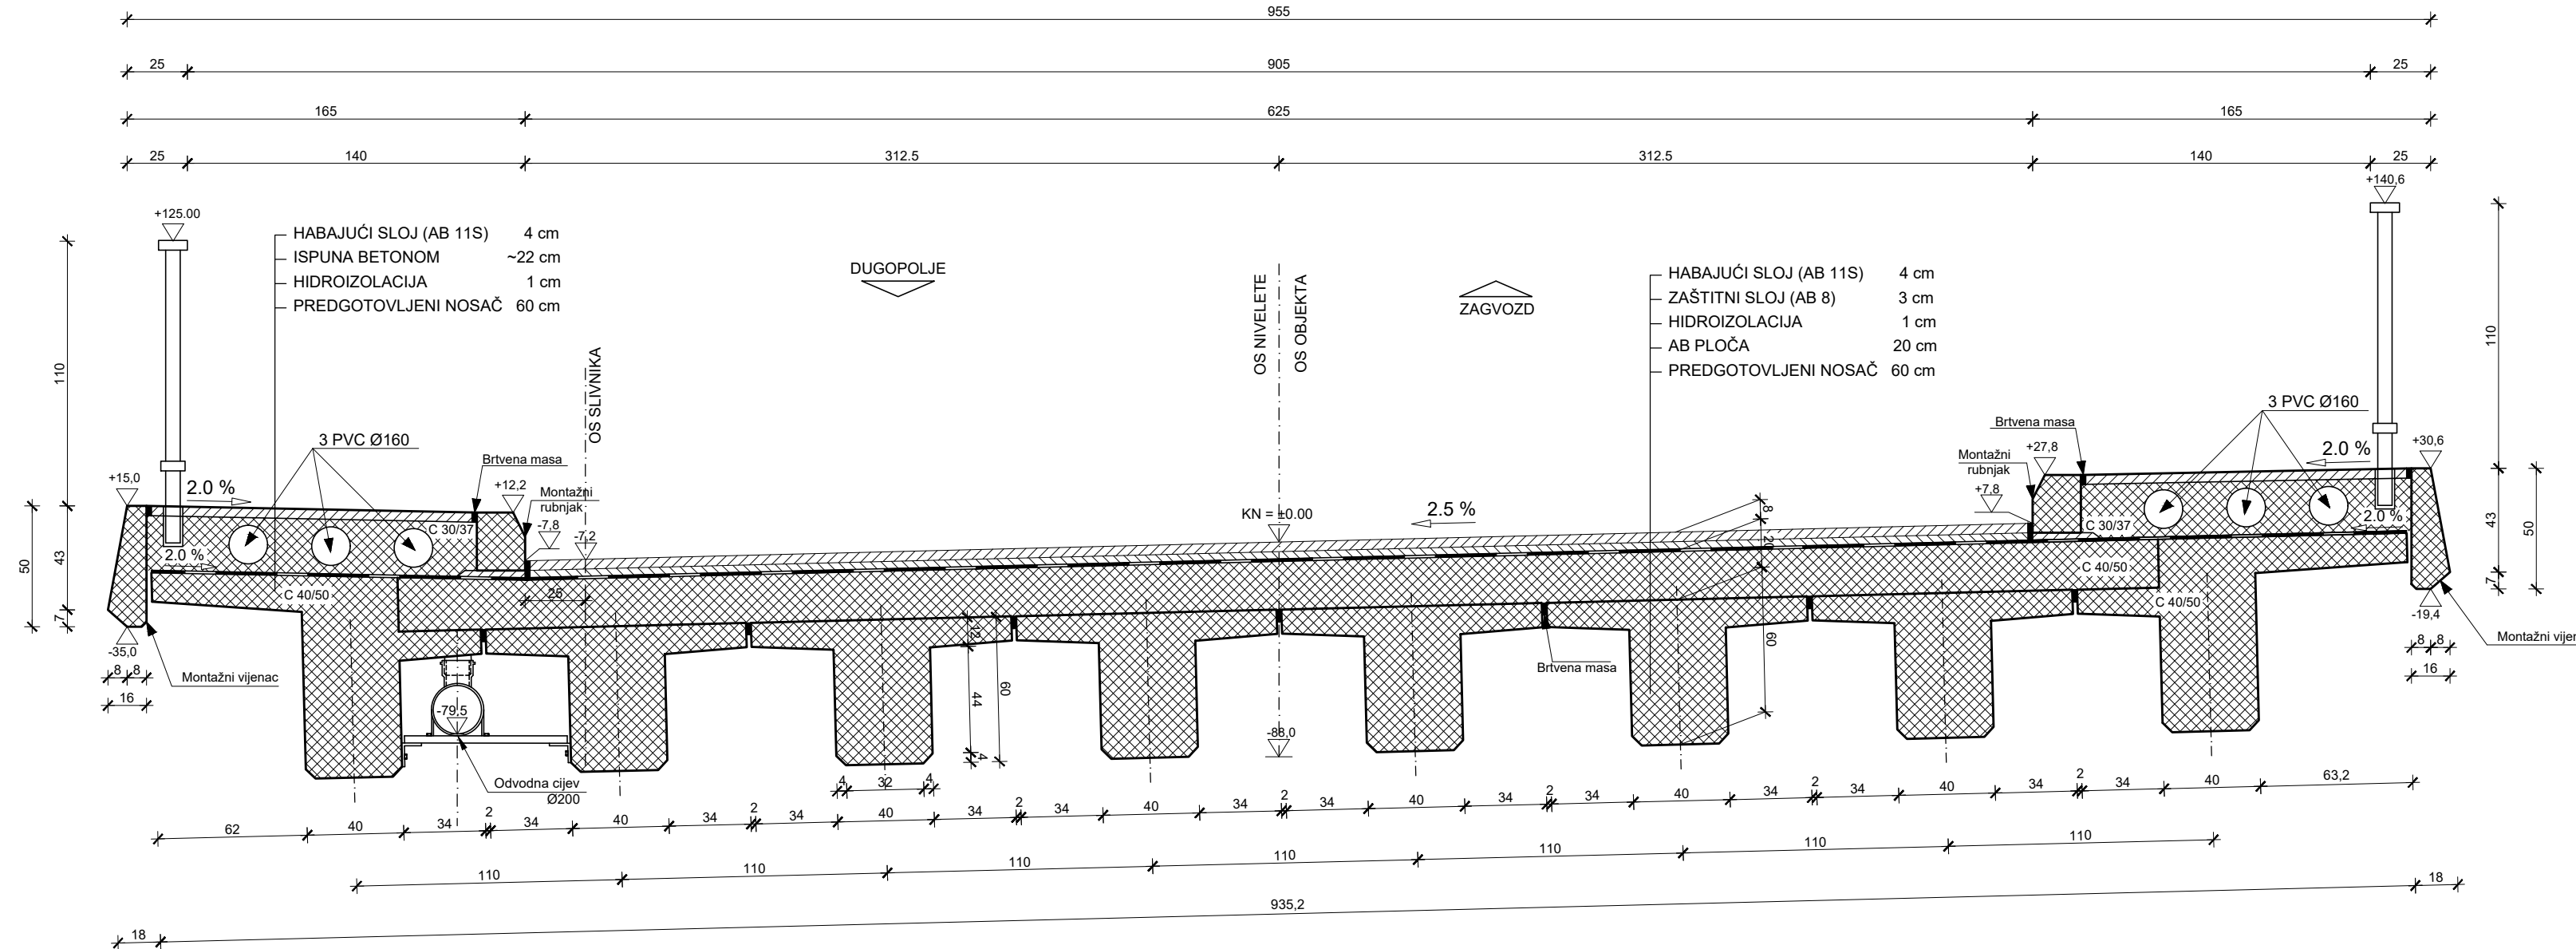 955
25 905 25
165 625 165
25 140 312.5 312.5 140 25
+125.00
+140,6
HABAJUĆI SLOJ (AB 11S) 4 cm
ISPUNA BETONOM ~22 cm
HIDROIZOLACIJA 1 cm
PREDGOTOVLJENI NOSAČ 60 cm
DUGOPOLJE
OS NIVELETE
OS OBJEKTA
ZAGVOZD
HABAJUĆI SLOJ (AB 11S) 4 cm
ZAŠTITNI SLOJ (AB 8) 3 cm
HIDROIZOLACIJA 1 cm
AB PLOČA 20 cm
PREDGOTOVLJENI NOSAČ 60 cm
OS SLIVNIKA
110
110
3 PVC Ø160
3 PVC Ø160
Brtvena masa
Brtvena masa
+15,0
2.0 %
+12,2
Montažni
rubnjak
-7,8
-7,2
KN = ±0.00
2.5 %
8
20
60
Montažni
rubnjak
+27,8
+7,8
2.0 %
+30,6
C 30/37
2.0 %
C 40/50
25
C 30/37
2.0 %
C 40/50
C 40/50
50
43
7
43
7
50
-35,0
8 8
16
Montažni vijenac
-79,5
Odvodna cijev
Ø200
12
44
4
60
4 32 4
-88,0
Brtvena masa
-19,4
8 8
16
Montažni vijen
62 40 34 2 34 40 34 2 34 40 34 2 34 40 34 2 34 40 34 2 34 40 34 2 34 40 34 2 34 40 63,2
110 110 110 110 110 110 110
18 935,2 18